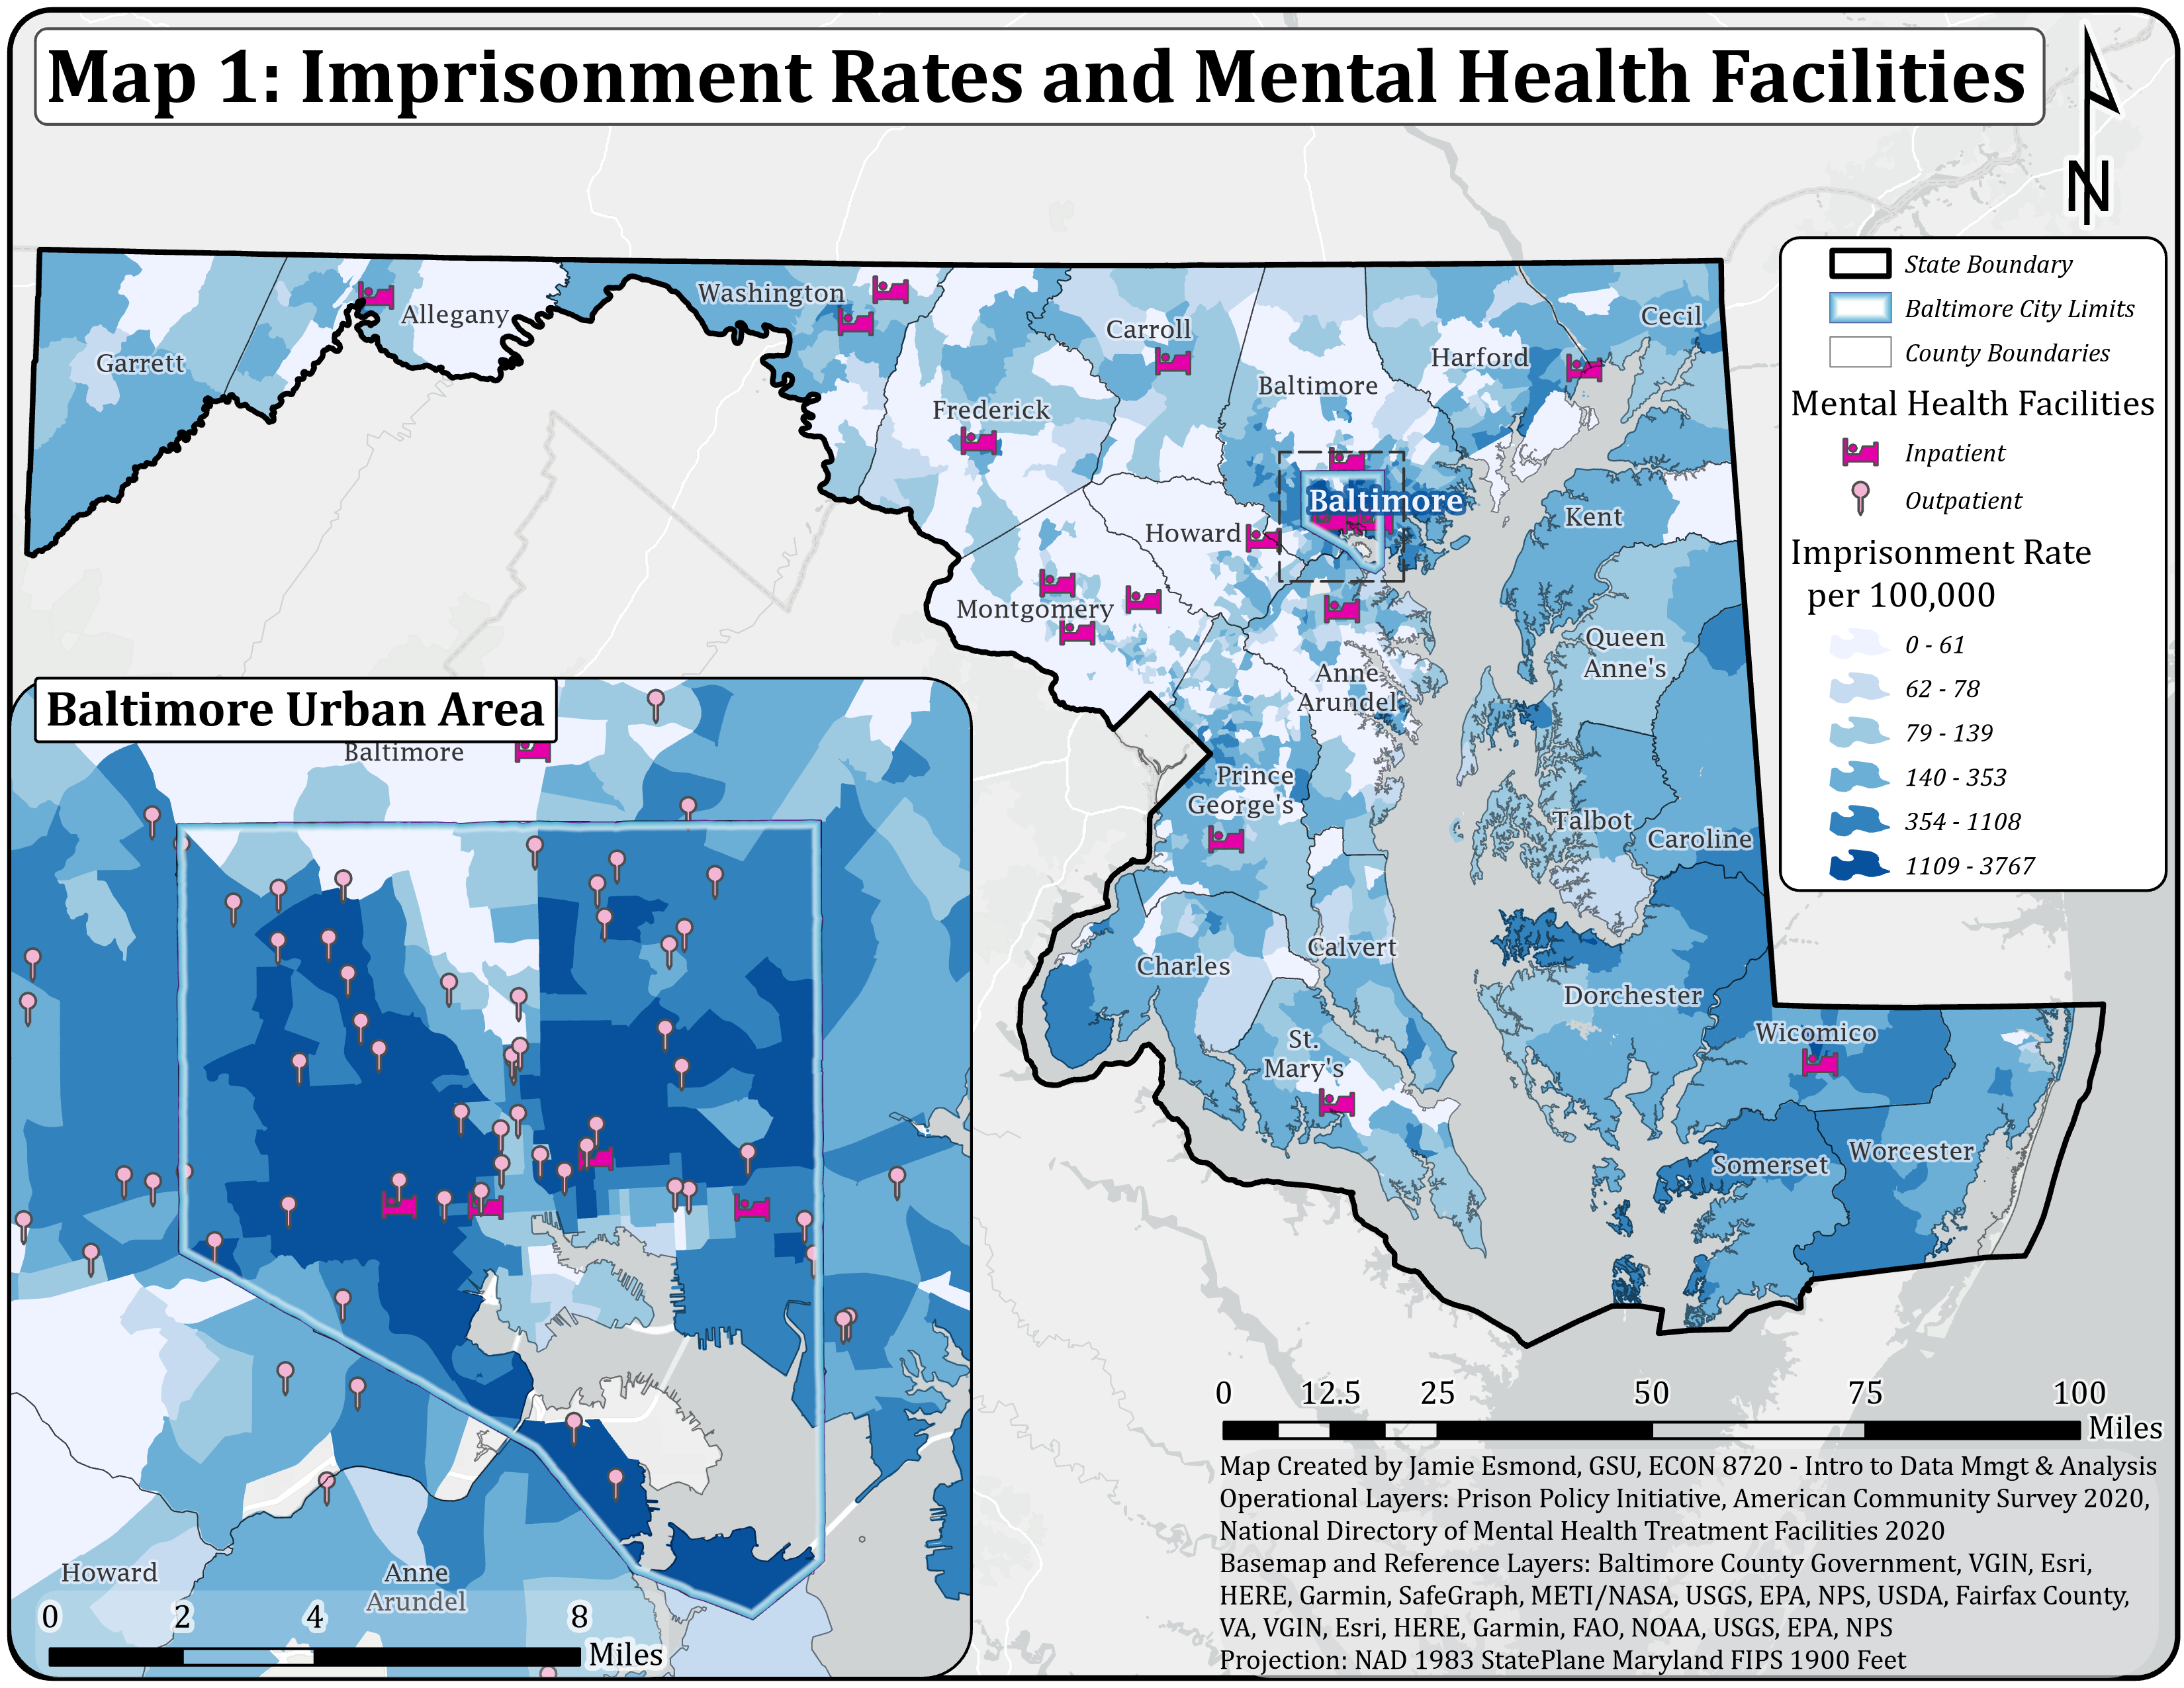 Map 1: Imprisonment Rates and Mental Health Facilities
N
State Boundary
Baltimore City Limits
County Boundaries
Mental Health Facilities
Inpatient
Outpatient
Imprisonment Rate
per 100,000
0 - 61
62 - 78
79 - 139
140 - 353
354 - 1108
1109 - 3767
Garrett
Allegany
Washington
Frederick
Carroll
Baltimore
Harford
Cecil
Baltimore
Howard
Kent
Montgomery
Queen
Anne's
Anne
Arundel
Prince
George's
Talbot
Caroline
Charles
Calvert
Dorchester
St.
Mary's
Wicomico
Somerset
Worcester
Baltimore Urban Area
Baltimore
Howard
Anne
Arundel
0 2 4 8
Miles
0 12.5 25 50 75 100
Miles
Map Created by Jamie Esmond, GSU, ECON 8720 - Intro to Data Mmgt & Analysis
Operational Layers: Prison Policy Initiative, American Community Survey 2020,
National Directory of Mental Health Treatment Facilities 2020
Basemap and Reference Layers: Baltimore County Government, VGIN, Esri,
HERE, Garmin, SafeGraph, METI/NASA, USGS, EPA, NPS, USDA, Fairfax County,
VA, VGIN, Esri, HERE, Garmin, FAO, NOAA, USGS, EPA, NPS
Projection: NAD 1983 StatePlane Maryland FIPS 1900 Feet